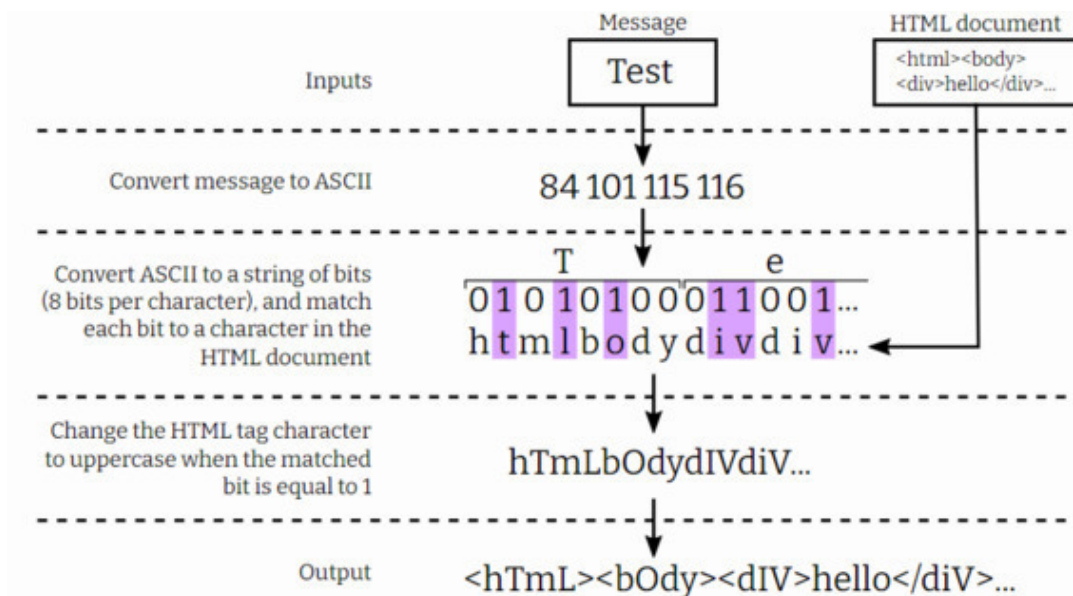 Message
HTML document
Inputs
Test
<html><body>
<div>hello</div>...
Convert message to ASCII
84 101 115 116
Convert ASCII to a string of bits
(8 bits per character), and match
each bit to a character in the
HTML document
T e
0 1 0 1 0 1 0 0 0 1 1 0 0 1...
h t m l b o d y d i v d i v...
Change the HTML tag character
to uppercase when the matched
bit is equal to 1
hTmLbOdydIVdiV...
Output
<hTmL><bOdy><dIV>hello</diV>...